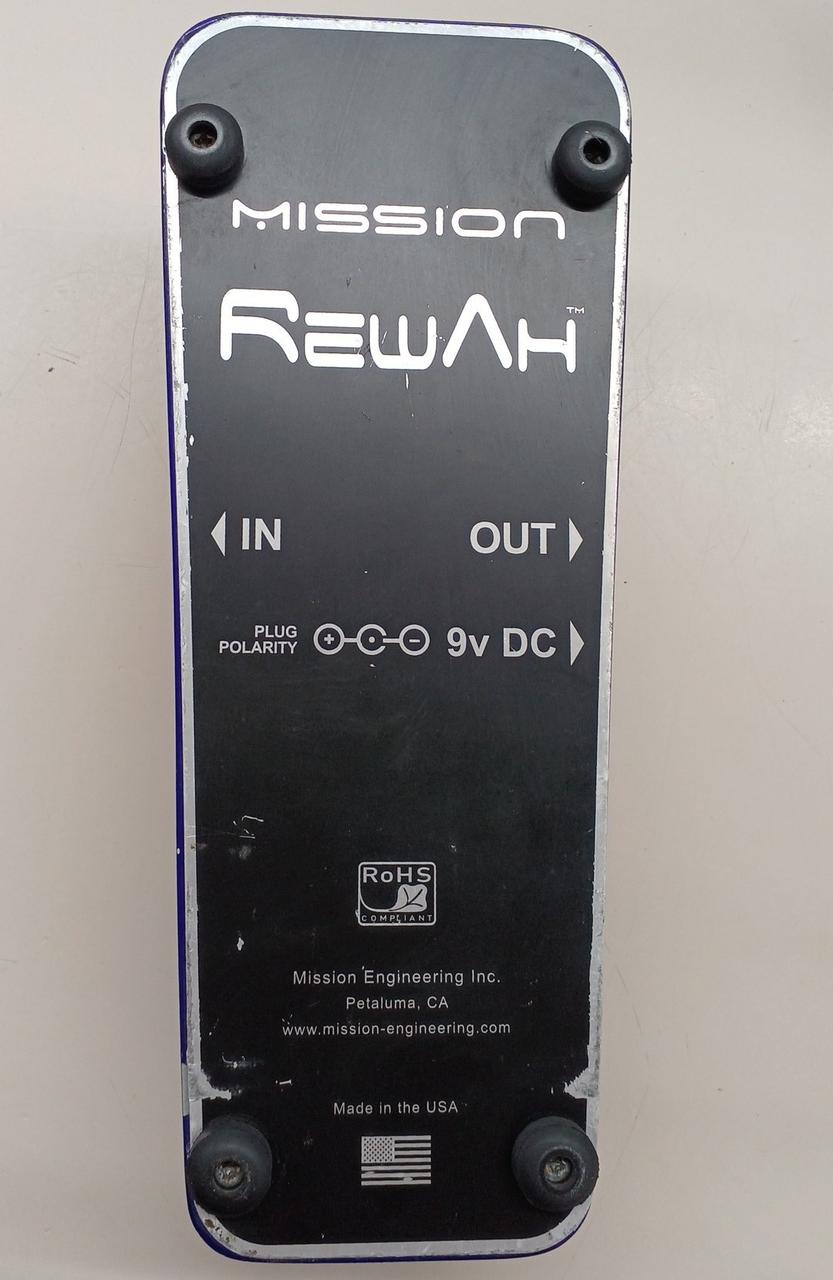 MISSION
REWAH™
IN OUT
PLUG POLARITY + - 9v DC
RoHS
COMPLIANT
Mission Engineering Inc.
Petaluma, CA
www.mission-engineering.com
Made in the USA